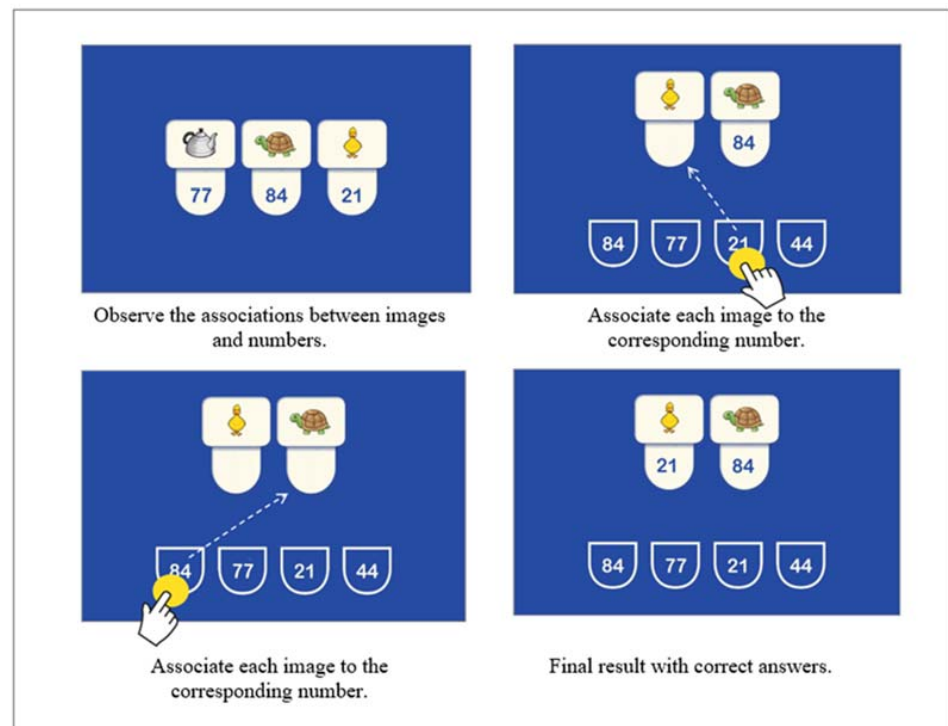 77 84 21
Observe the associations between images
and numbers.
84
84 77 21 44
Associate each image to the
corresponding number.
84 77 21 44
Associate each image to the
corresponding number.
21 84
84 77 21 44
Final result with correct answers.